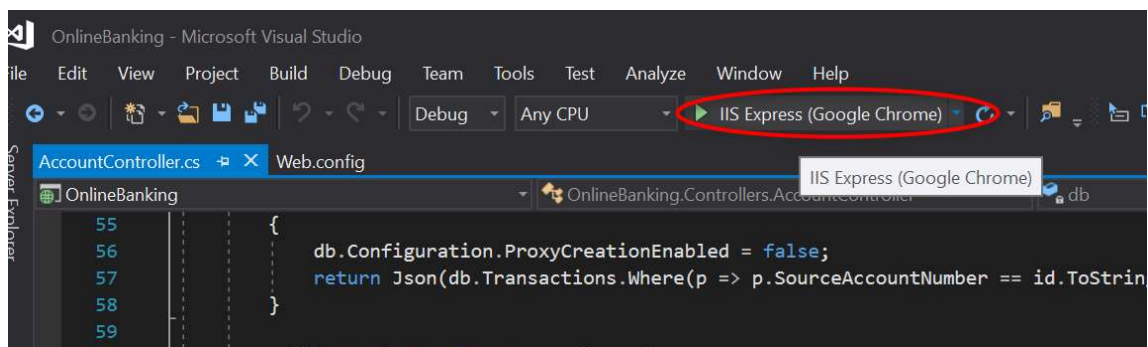 OnlineBanking - Microsoft Visual Studio
File Edit View Project Build Debug Team Tools Test Analyze Window Help
Debug Any CPU IIS Express (Google Chrome)
Server Explorer
AccountController.cs Web.config
IIS Express (Google Chrome)
OnlineBanking OnlineBanking.Controllers.AccountController db
55 {
56 db.Configuration.ProxyCreationEnabled = false;
57 return Json(db.Transactions.Where(p => p.SourceAccountNumber == id.ToStrin
58 }
59